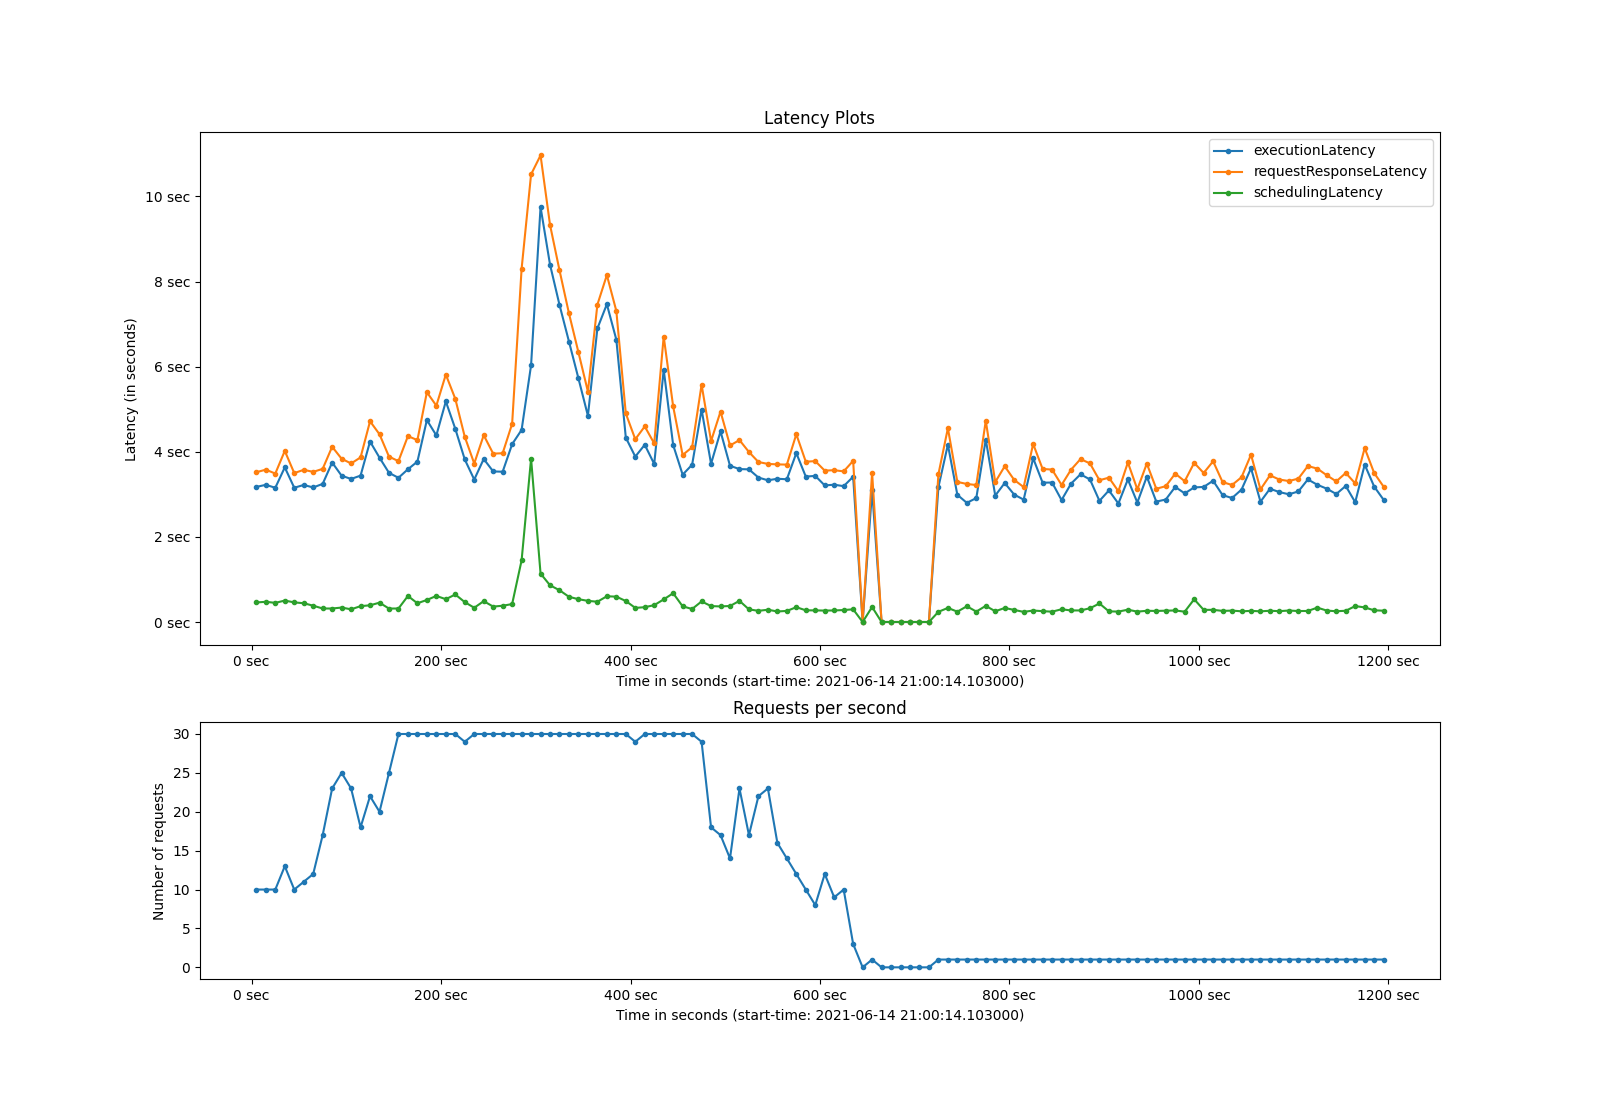 Latency Plots
executionLatency
requestResponseLatency
schedulingLatency
10 sec
8 sec
6 sec
4 sec
2 sec
0 sec
Latency (in seconds)
0 sec 200 sec 400 sec 600 sec 800 sec 1000 sec 1200 sec
Time in seconds (start-time: 2021-06-14 21:00:14.103000)
Requests per second
30
25
20
15
10
5
0
Number of requests
0 sec 200 sec 400 sec 600 sec 800 sec 1000 sec 1200 sec
Time in seconds (start-time: 2021-06-14 21:00:14.103000)